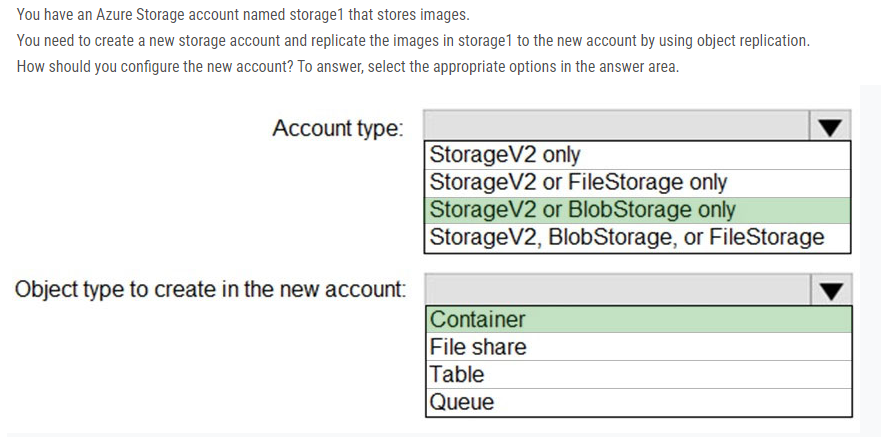 You have an Azure Storage account named storage1 that stores images.
You need to create a new storage account and replicate the images in storage1 to the new account by using object replication.
How should you configure the new account? To answer, select the appropriate options in the answer area.
Account type:
StorageV2 only
StorageV2 or FileStorage only
StorageV2 or BlobStorage only
StorageV2, BlobStorage, or FileStorage
Object type to create in the new account:
Container
File share
Table
Queue